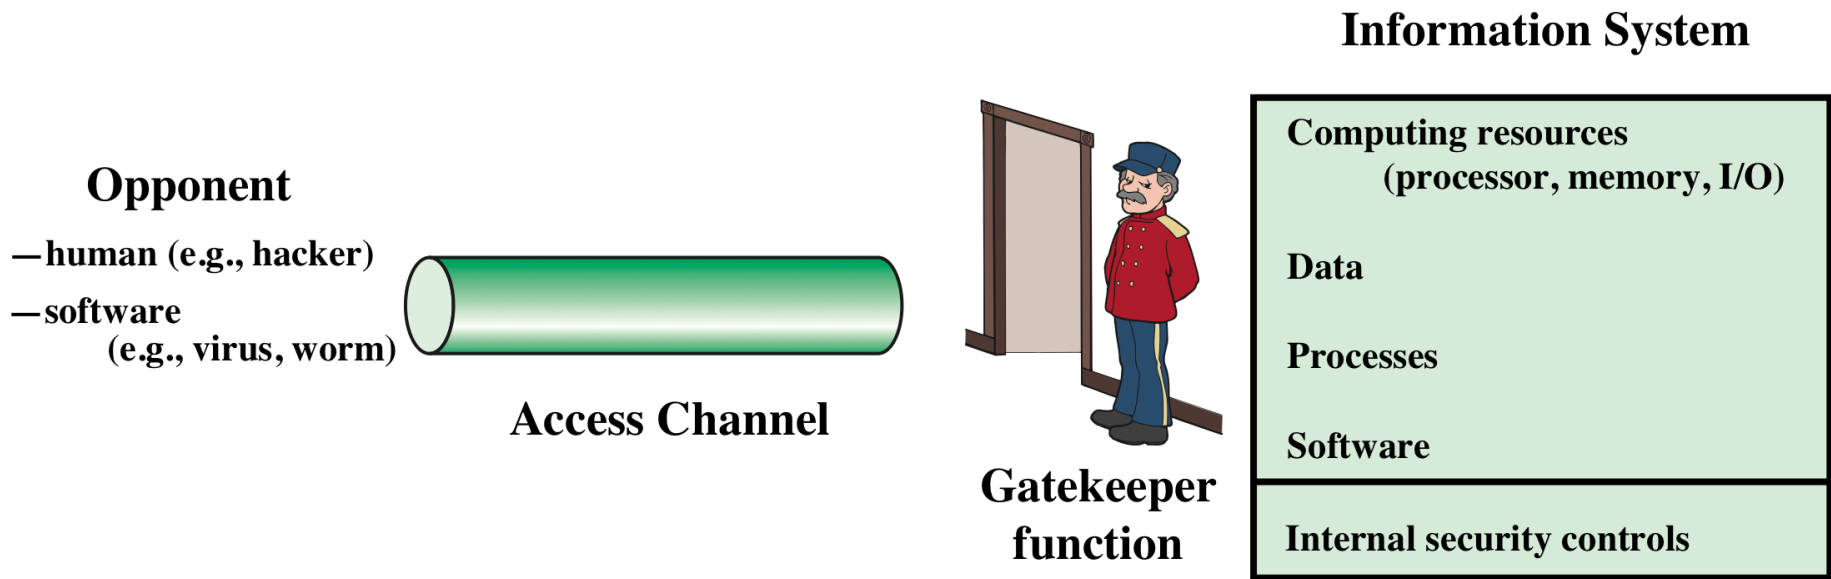 Information System
Opponent
—human (e.g., hacker)
—software
(e.g., virus, worm)
Access Channel
Gatekeeper
function
Computing resources
(processor, memory, I/O)
Data
Processes
Software
Internal security controls